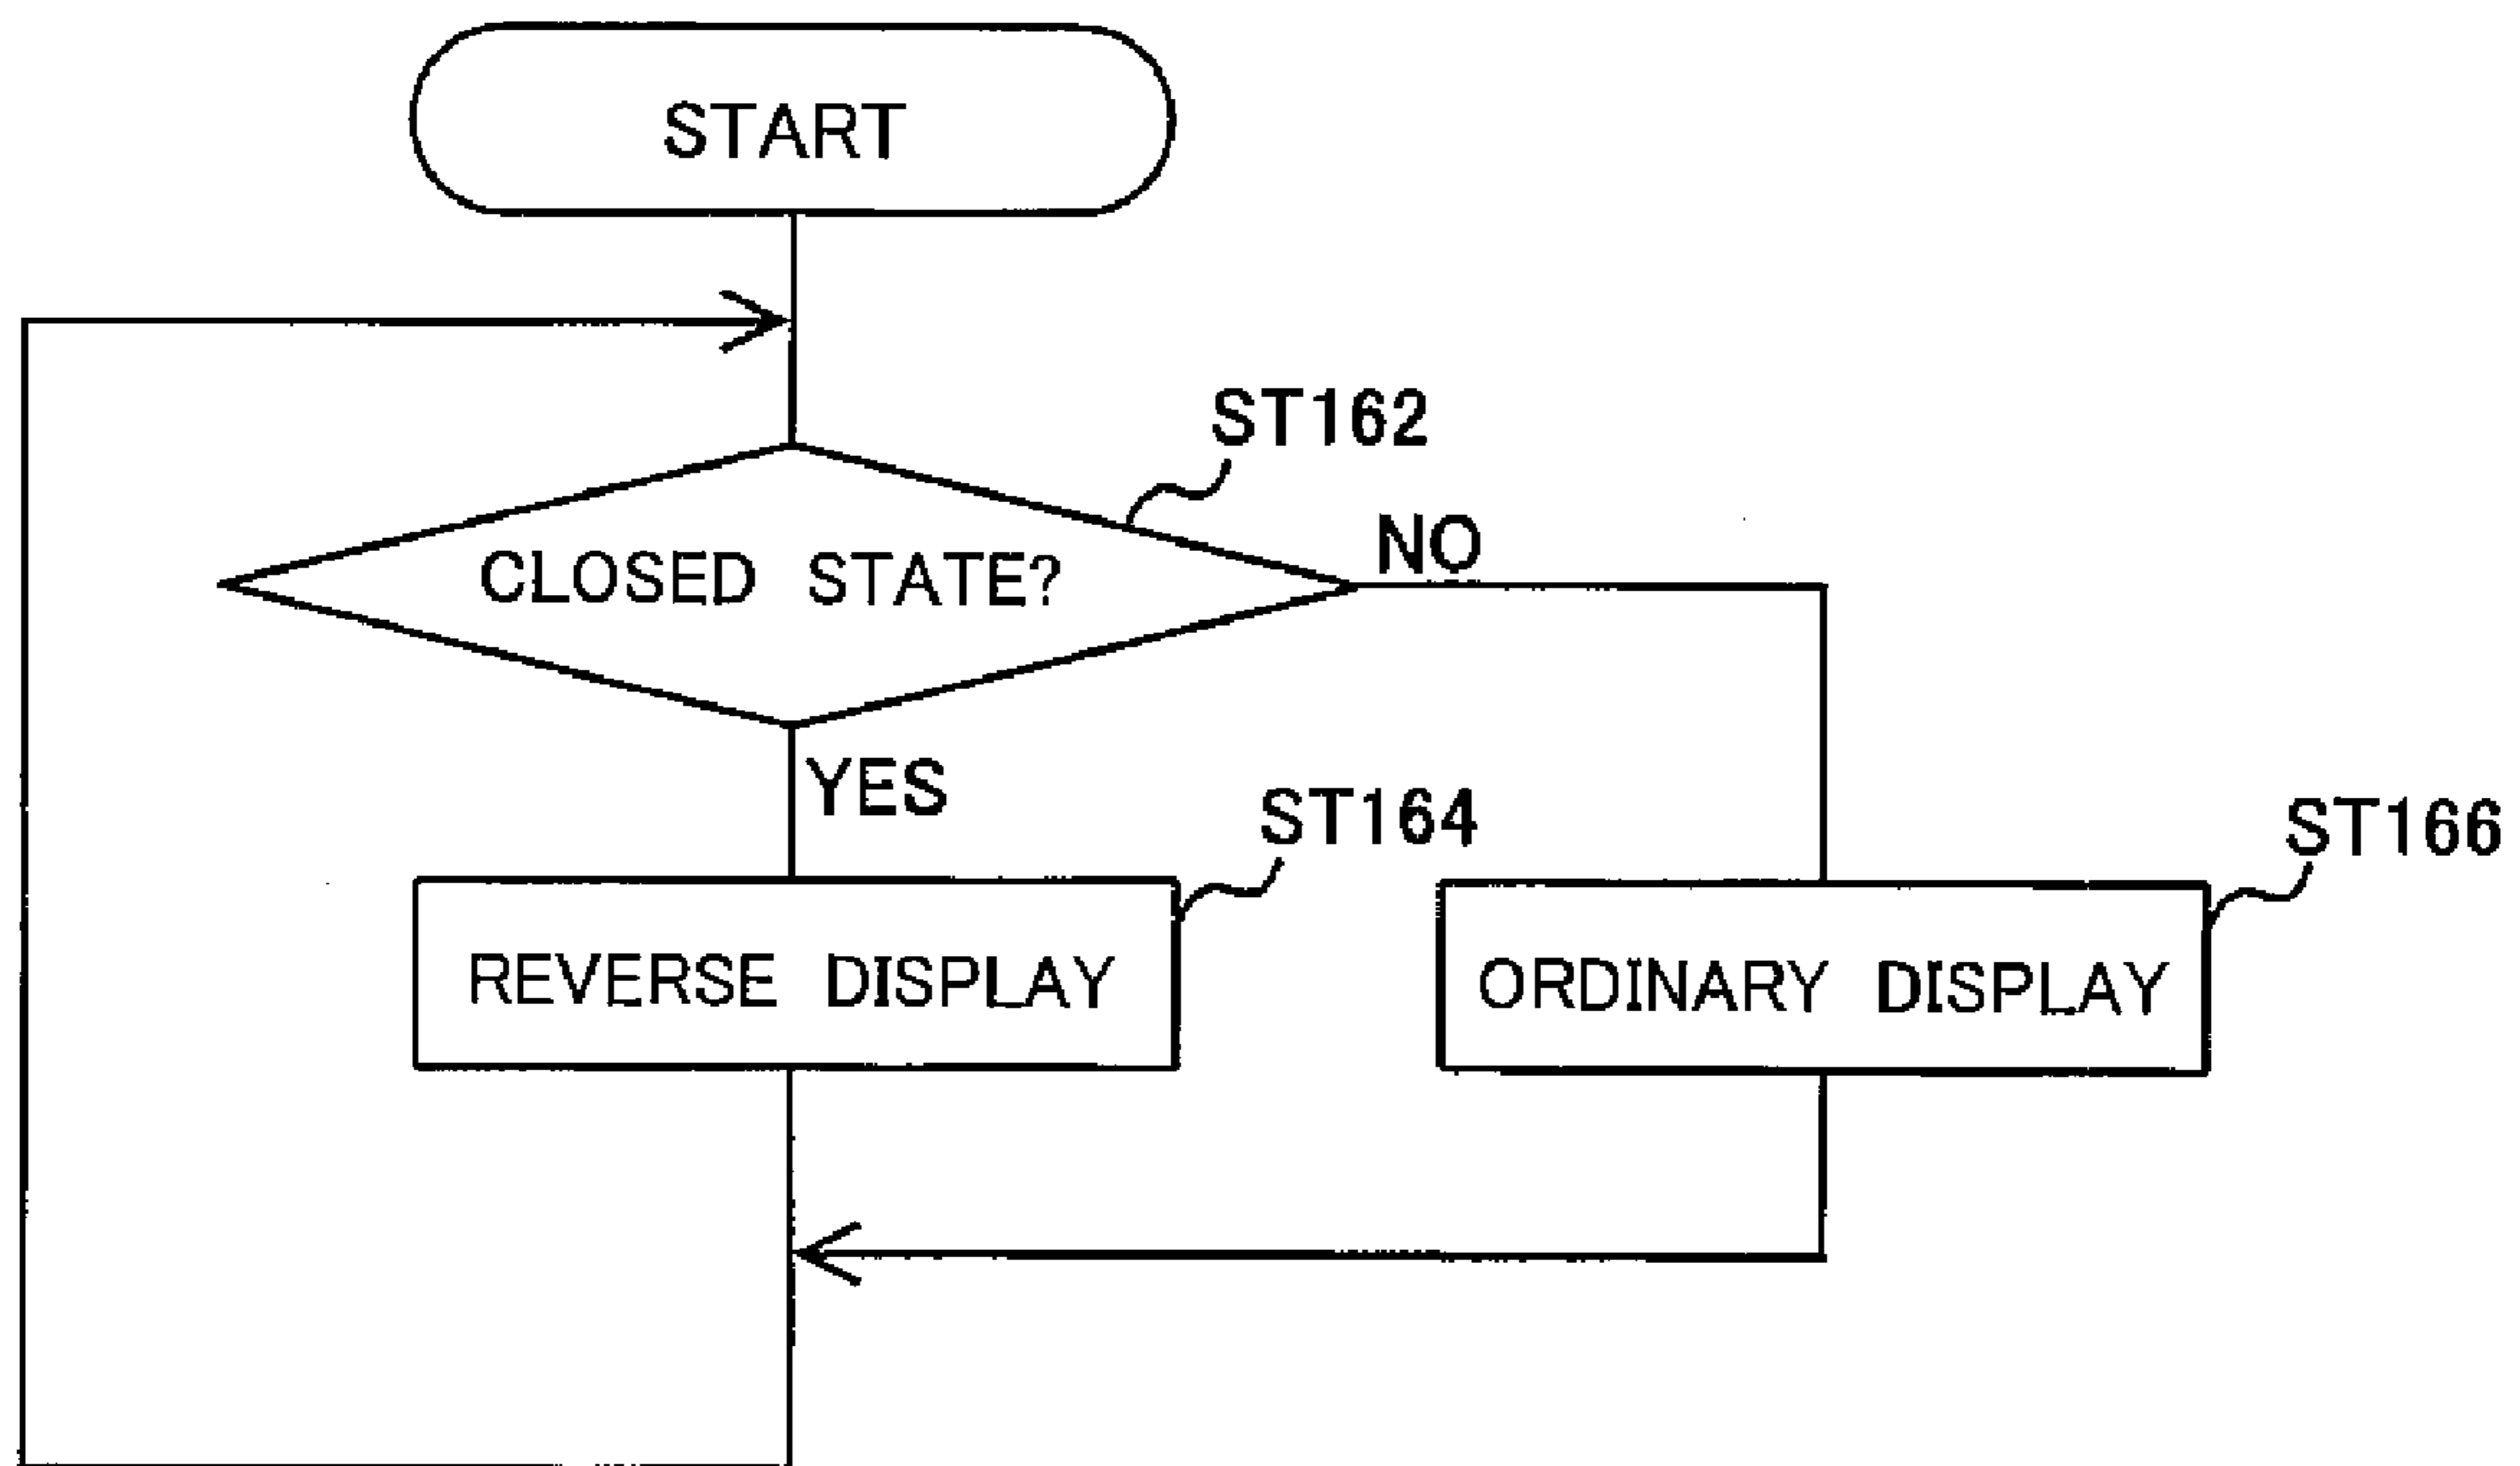 START
ST162
CLOSED STATE?
NO
YES
ST164
ST166
REVERSE DISPLAY
ORDINARY DISPLAY